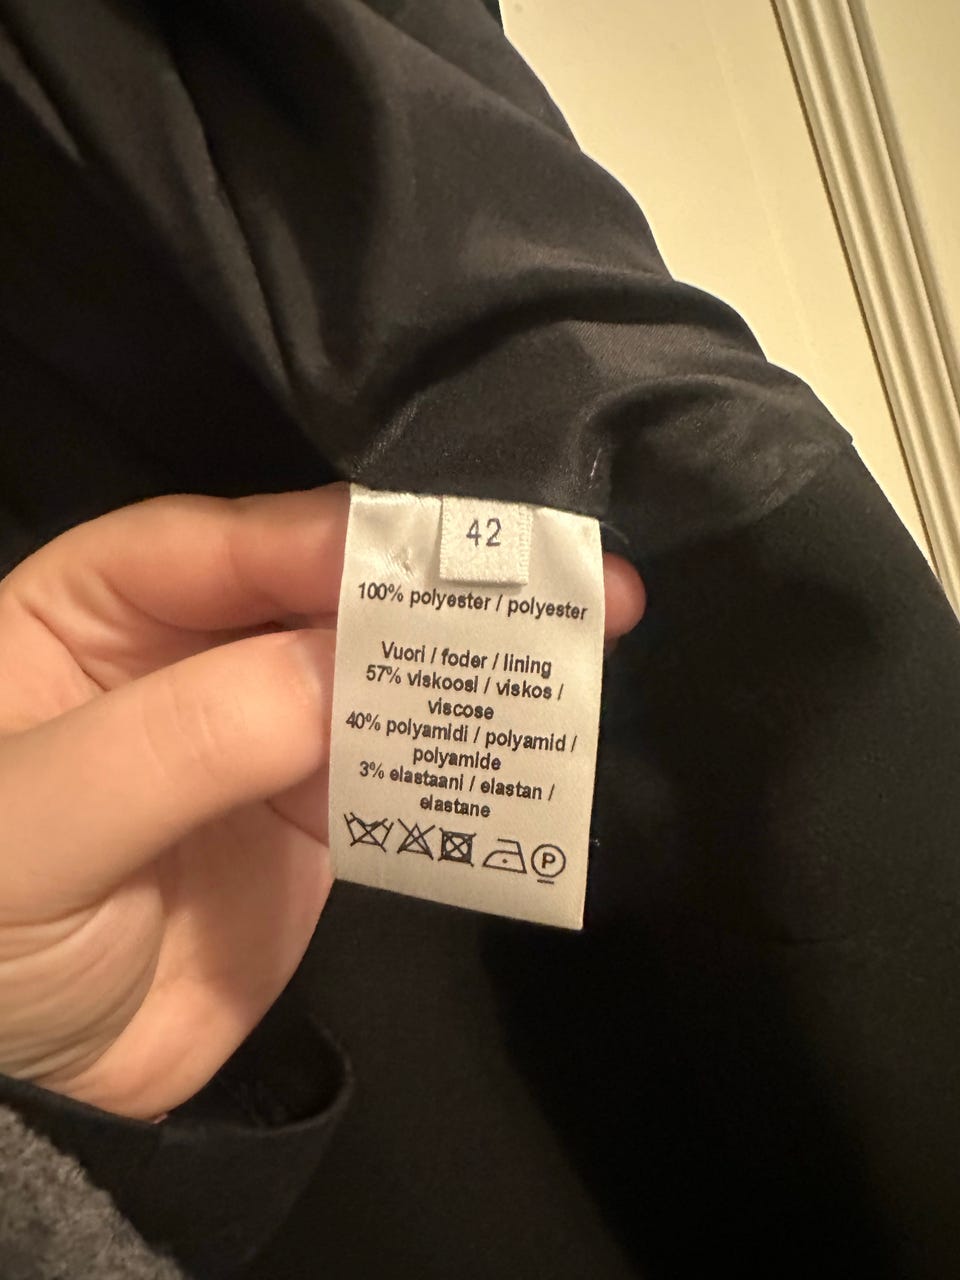 42
100% polyester / polyester
Vuori / foder / lining
57% viskoosi / viskos /
viscose
40% polyamidi / polyamid /
polyamide
3% elastaani / elastan /
elastane
P